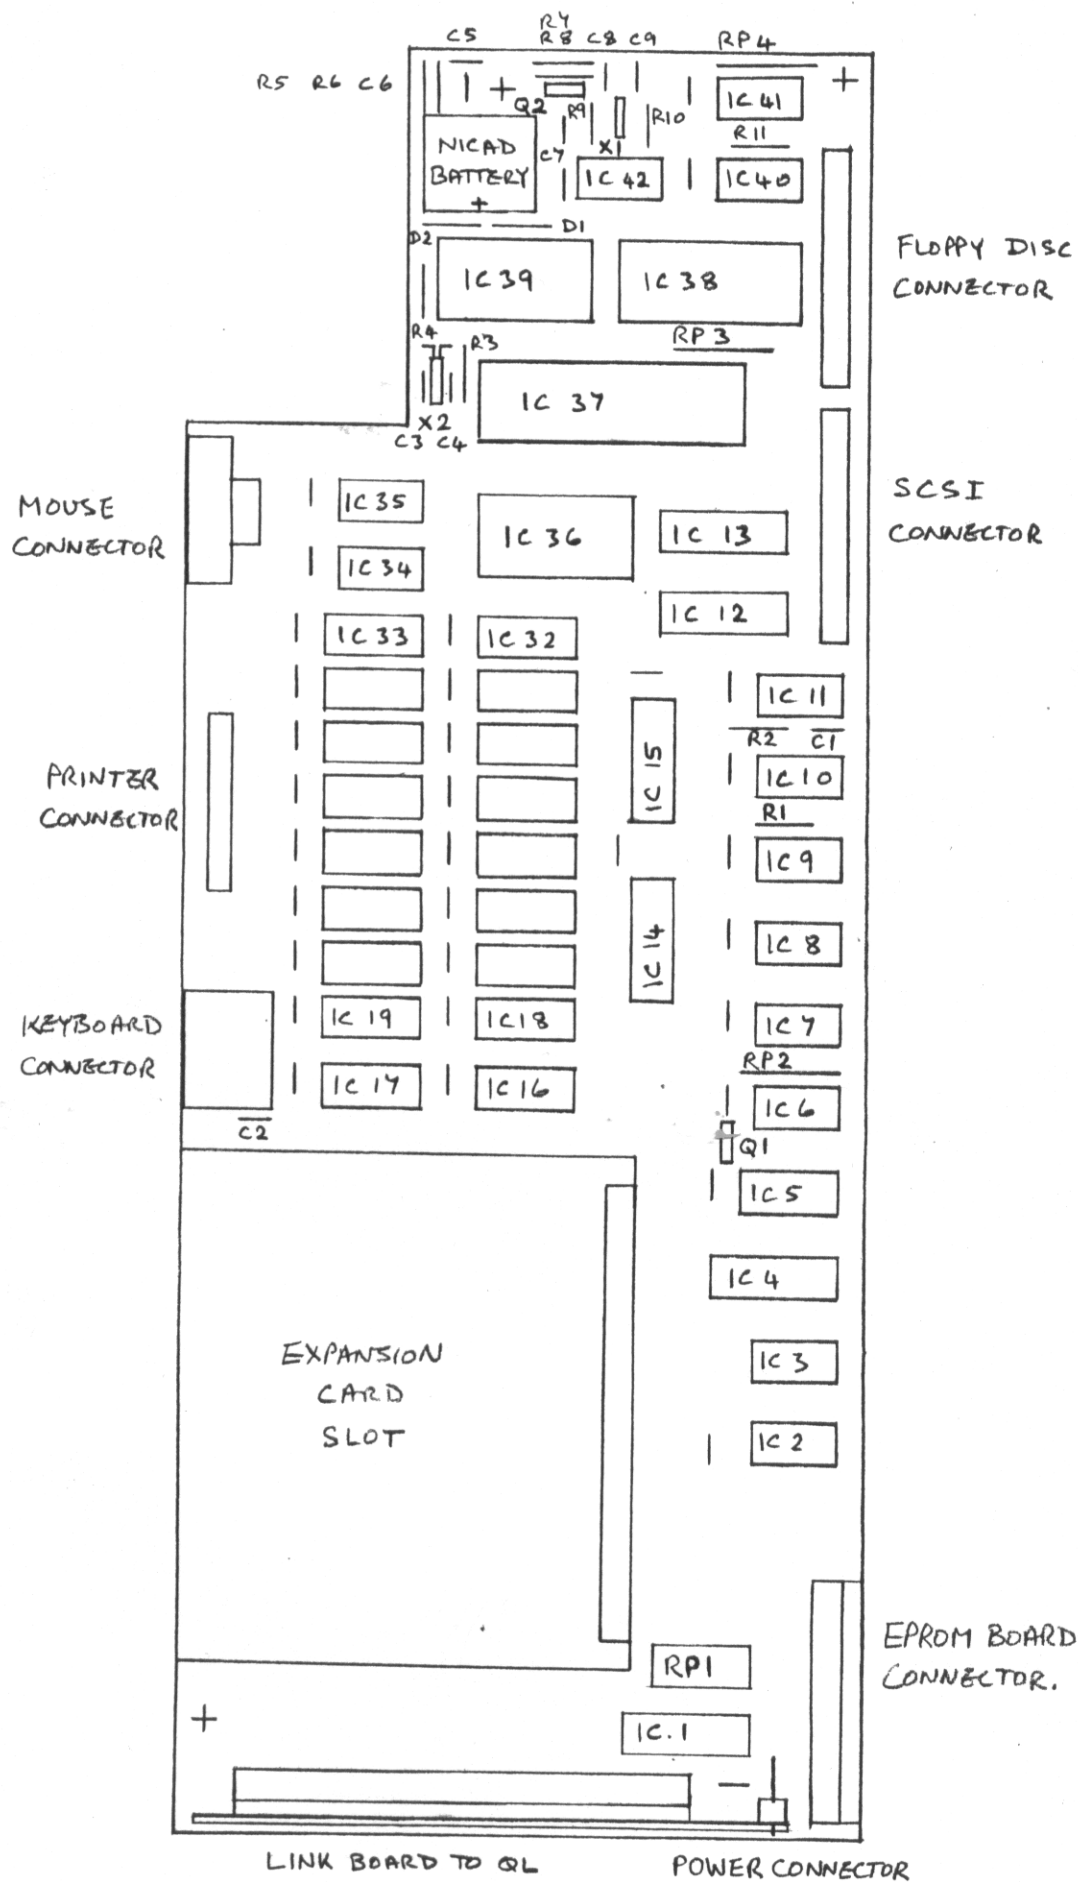 R7
C5 R8 C8 C9 RP4
R5 R6 C6
IC 41
Q2 R9 R10
R11
NICAD
BATTERY
+
C7 X1
IC 42 IC40
D2 D1
FLOPPY DISC
CONNECTOR
IC 39 IC 38
R4 R3 RP 3
IC 37
X2
C3 C4
MOUSE
CONNECTOR
SCSI
CONNECTOR
IC 35
IC 36 IC 13
IC 34
IC 12
IC 33 IC 32
IC 11
R2 C1
PRINTER
CONNECTOR
IC 15
IC 10
R1
IC 9
IC 14
IC 8
KEYBOARD
CONNECTOR
IC 19 IC18 IC 7
RP2
IC 17 IC 16 IC 6
C2
Q1
IC 5
IC 4
EXPANSION
CARD
SLOT
IC 3
IC 2
EPROM BOARD
CONNECTOR.
RP1
IC.1
LINK BOARD TO QL POWER CONNECTOR